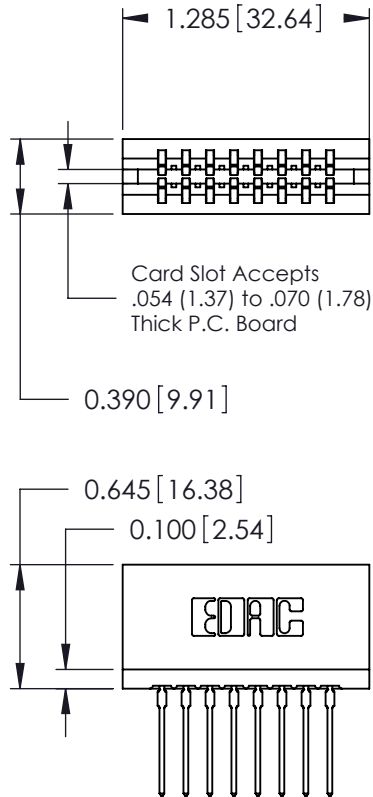 1.285 [32.64]
Card Slot Accepts
.054 (1.37) to .070 (1.78)
Thick P.C. Board
0.390 [9.91]
0.645 [16.38]
0.100 [2.54]
EDAC